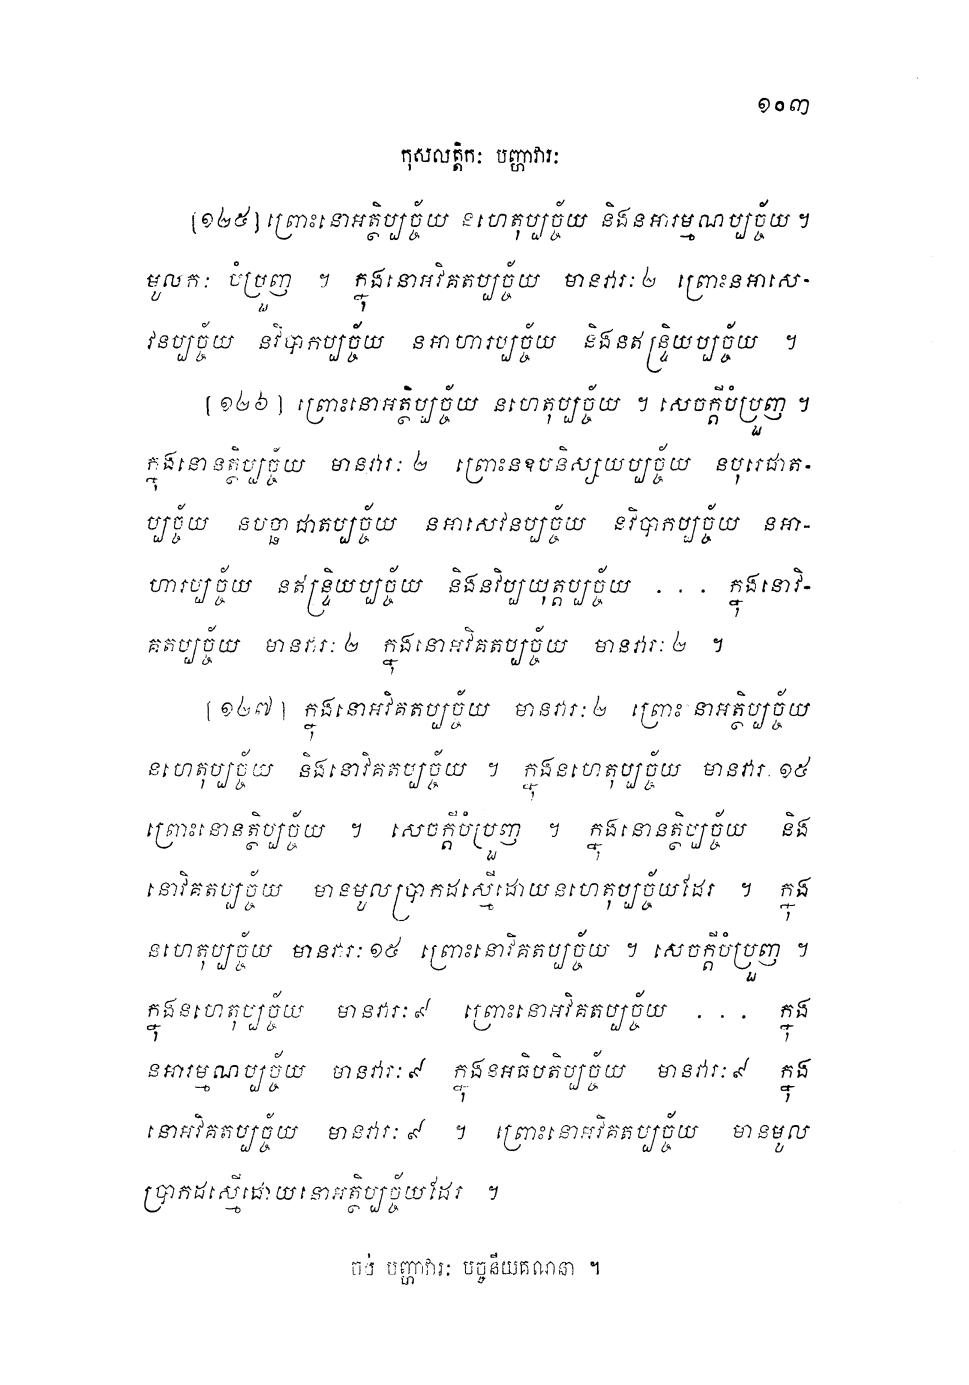 ១០៣
កុសលត្តិកៈ បញ្ហាវារៈ
[១២៥] ព្រោះនោអត្ថិប្បច្ច័យ នហេតុប្បច្ច័យ និងនអារម្មណប្បច្ច័យ ។
មូលកៈ បំប្រួញ ។ ក្នុងនោអវិគតប្បច្ច័យ មានវារៈ ២ ព្រោះនអាសេ-
វនប្បច្ច័យ នវិបាកប្បច្ច័យ នអាហារប្បច្ច័យ និងនឥន្ទ្រិយប្បច្ច័យ ។
[១២៦] ព្រោះនោអត្ថិប្បច្ច័យ នហេតុប្បច្ច័យ ។ សេចក្តីបំប្រួញ ។
ក្នុងនោនត្ថិប្បច្ច័យ មានវារៈ ២ ព្រោះនឧបនិស្សយប្បច្ច័យ នបុរេជាត-
ប្បច្ច័យ នបច្ឆាជាតប្បច្ច័យ នអាសេវនប្បច្ច័យ នវិបាកប្បច្ច័យ នអា-
ហារប្បច្ច័យ នឥន្ទ្រិយប្បច្ច័យ និងនវិប្បយុត្តប្បច្ច័យ . . . ក្នុងនោវិ-
គតប្បច្ច័យ មានវារៈ ២ ក្នុងនោអវិគតប្បច្ច័យ មានវារៈ ២ ។
[១២៧] ក្នុងនោអវិគតប្បច្ច័យ មានវារៈ ២ ព្រោះនោអត្ថិប្បច្ច័យ
នហេតុប្បច្ច័យ និងនោវិគតប្បច្ច័យ ។ ក្នុងនហេតុប្បច្ច័យ មានវារៈ ១៥
ព្រោះនោនត្ថិប្បច្ច័យ ។ សេចក្តីបំប្រួញ ។ ក្នុងនោនត្ថិប្បច្ច័យ និង
នោវិគតប្បច្ច័យ មានមូលប្រាកដស្មើដោយនហេតុប្បច្ច័យដែរ ។ ក្នុង
នហេតុប្បច្ច័យ មានវារៈ ១៥ ព្រោះនោវិគតប្បច្ច័យ ។ សេចក្តីបំប្រួញ ។
ក្នុងនហេតុប្បច្ច័យ មានវារៈ ៩ ព្រោះនោអវិគតប្បច្ច័យ . . . ក្នុង
នអារម្មណប្បច្ច័យ មានវារៈ ៩ ក្នុងនអធិបតិប្បច្ច័យ មានវារៈ ៩ ក្នុង
នោអវិគតប្បច្ច័យ មានវារៈ ៩ ។ ព្រោះនោអវិគតប្បច្ច័យ មានមូល
ប្រាកដស្មើដោយនោអត្ថិប្បច្ច័យដែរ ។
ចប់ បញ្ហាវារៈ បច្ចនីយគណនា ។